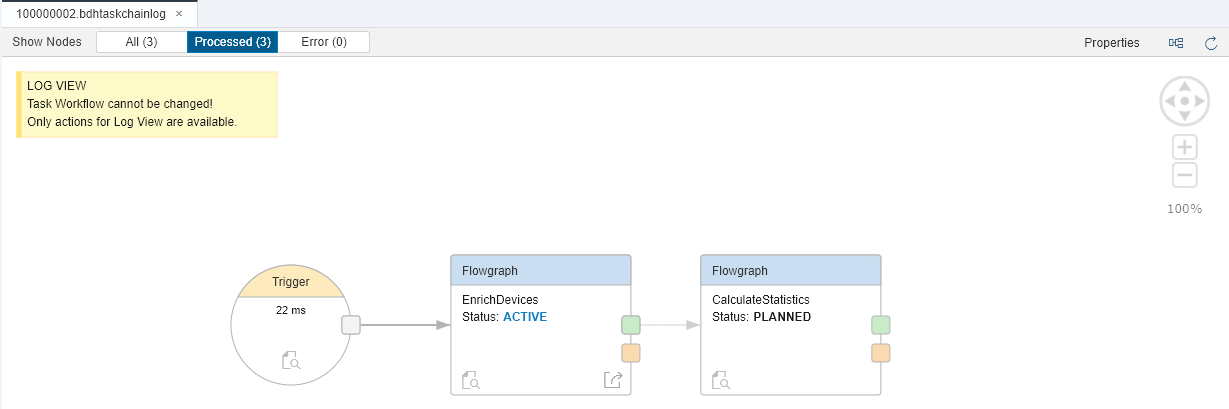 100000002.bdhtaskchainlog ×
Show Nodes All (3) Processed (3) Error (0) Properties
LOG VIEW
Task Workflow cannot be changed!
Only actions for Log View are available.
100%
Trigger
22 ms
Flowgraph
EnrichDevices
Status: ACTIVE
Flowgraph
CalculateStatistics
Status: PLANNED